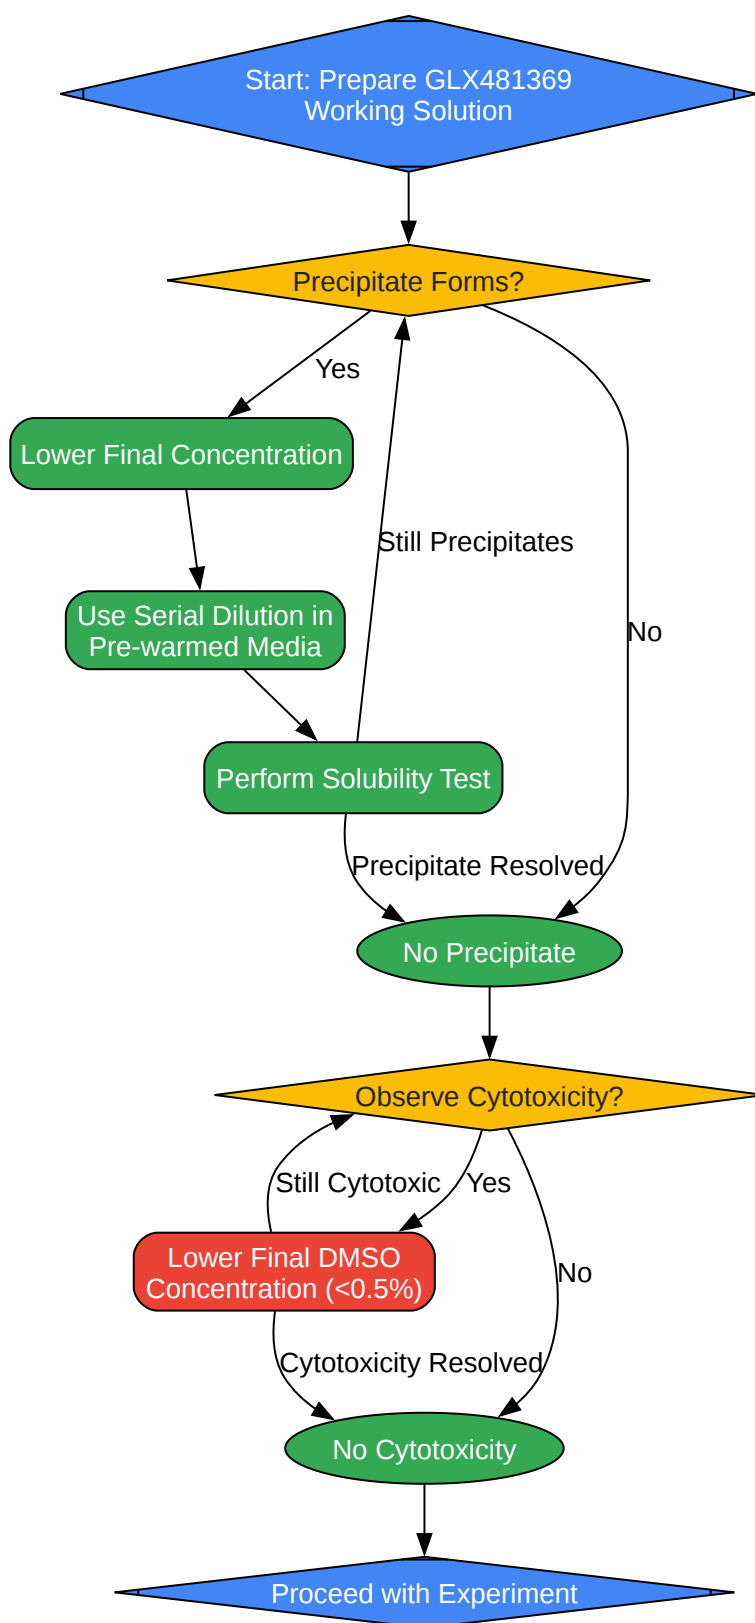 Start: Prepare GLX481369
Working Solution
Precipitate Forms?
Yes
Lower Final Concentration
Still Precipitates
Use Serial Dilution in
Pre-warmed Media
No
Perform Solubility Test
Precipitate Resolved
No Precipitate
Observe Cytotoxicity?
Still Cytotoxic
Yes
Lower Final DMSO
Concentration (<0.5%)
No
Cytotoxicity Resolved
No Cytotoxicity
Proceed with Experiment